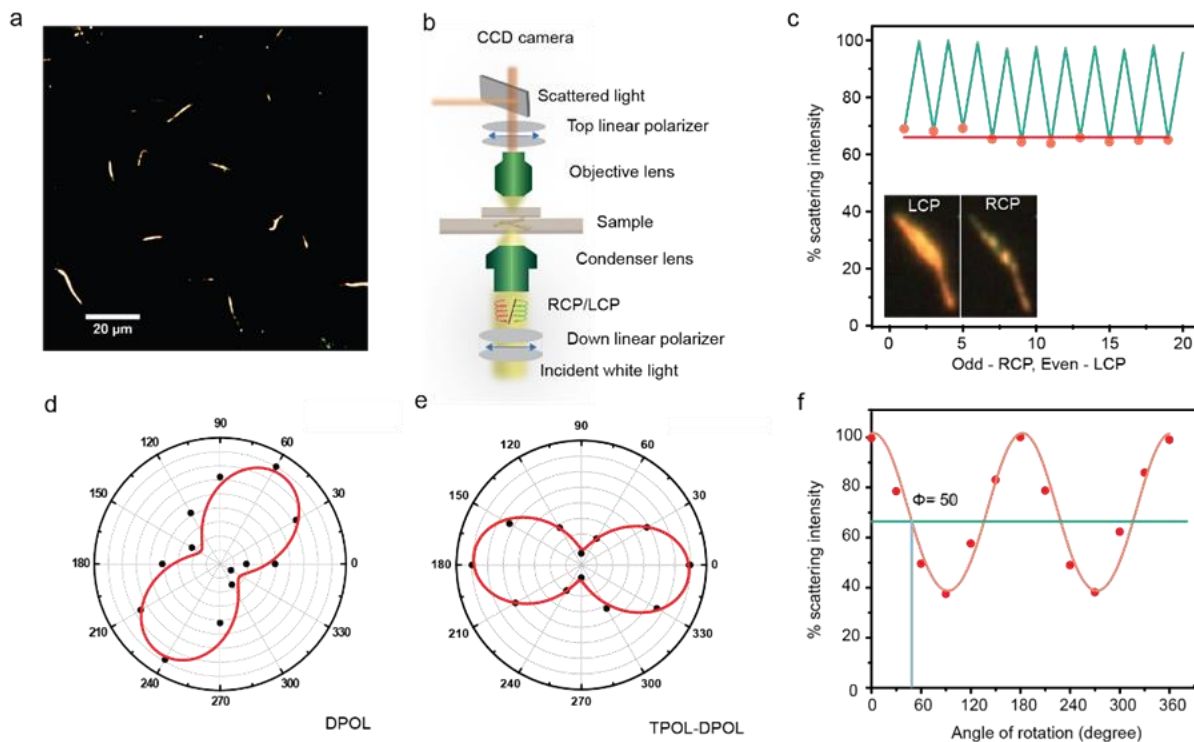 a
20 µm
b
CCD camera
Scattered light
Top linear polarizer
Objective lens
Sample
Condenser lens
RCP/LCP
Down linear polarizer
Incident white light
c
% scattering intensity
100
80
60
40
20
0
LCP
RCP
0
5
10
15
20
Odd - RCP, Even - LCP
d
90
120
60
150
30
180
0
210
330
240
300
270
DPOL
e
90
120
60
150
30
180
0
210
330
240
300
270
TPOL-DPOL
f
% scattering intensity
100
80
60
40
20
0
Φ= 50
0
60
120
180
240
300
360
Angle of rotation (degree)